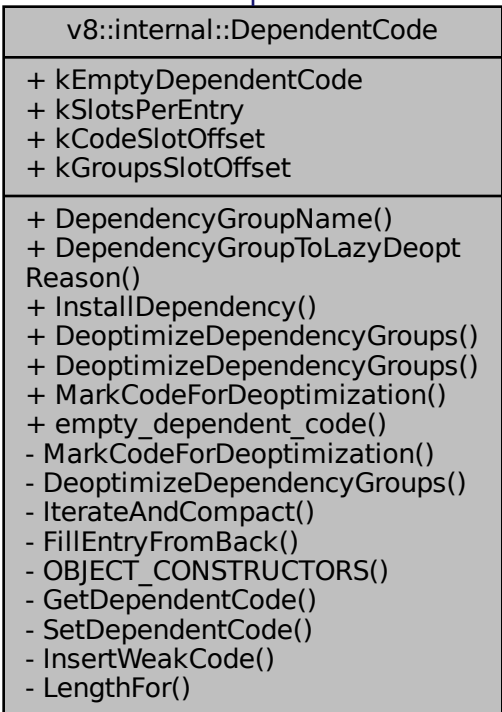 v8::internal::DependentCode
+ kEmptyDependentCode
+ kSlotsPerEntry
+ kCodeSlotOffset
+ kGroupsSlotOffset
+ DependencyGroupName()
+ DependencyGroupToLazyDeopt
Reason()
+ InstallDependency()
+ DeoptimizeDependencyGroups()
+ DeoptimizeDependencyGroups()
+ MarkCodeForDeoptimization()
+ empty_dependent_code()
- MarkCodeForDeoptimization()
- DeoptimizeDependencyGroups()
- IterateAndCompact()
- FillEntryFromBack()
- OBJECT_CONSTRUCTORS()
- GetDependentCode()
- SetDependentCode()
- InsertWeakCode()
- LengthFor()